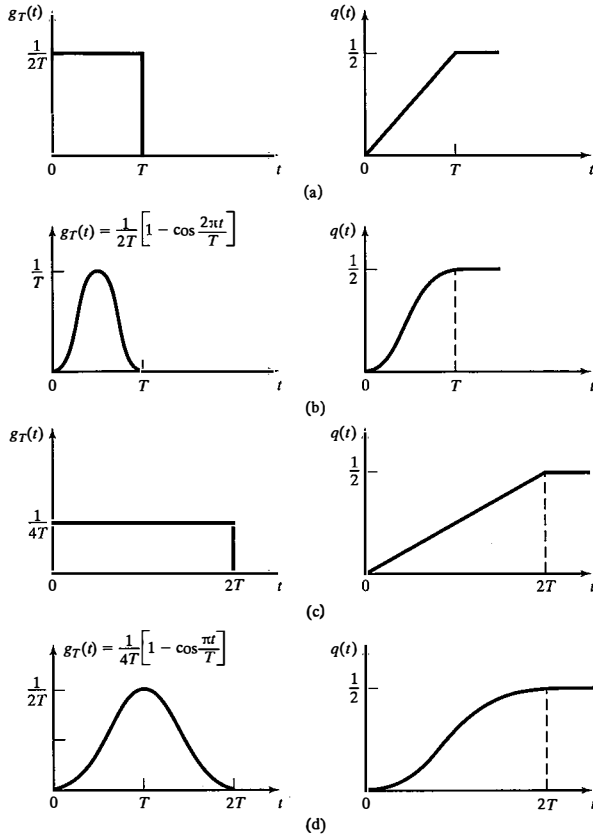 g_T(t)
1/2T
0
T
t
q(t)
1/2
0
T
t
(a)
g_T(t) = 1/2T [1 − cos 2πt/T]
1/T
0
T
t
q(t)
1/2
0
T
t
(b)
g_T(t)
1/4T
0
2T
t
q(t)
1/2
0
2T
t
(c)
g_T(t) = 1/4T [1 − cos πt/T]
1/2T
0
T
2T
t
q(t)
1/2
0
2T
t
(d)